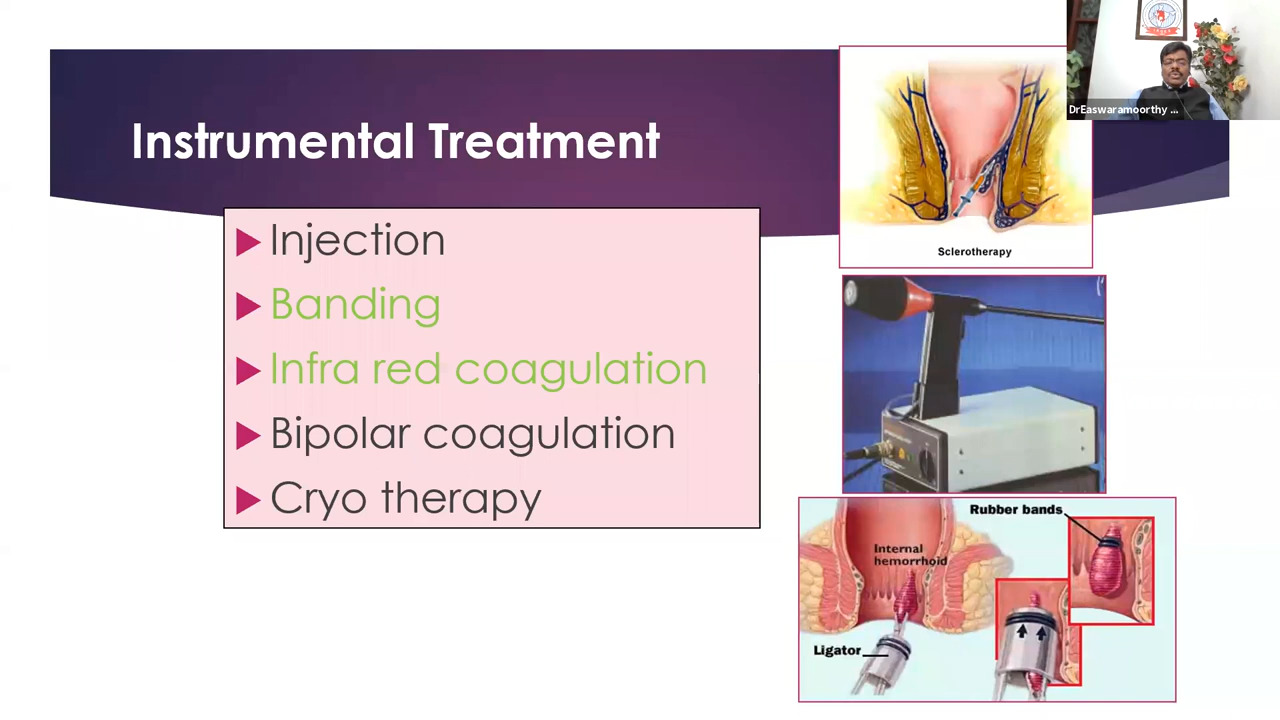 DrEaswaramoorthy ...
Instrumental Treatment
Injection
Banding
Infra red coagulation
Bipolar coagulation
Cryo therapy
Sclerotherapy
Rubber bands
Internal
hemorrhoid
Ligator